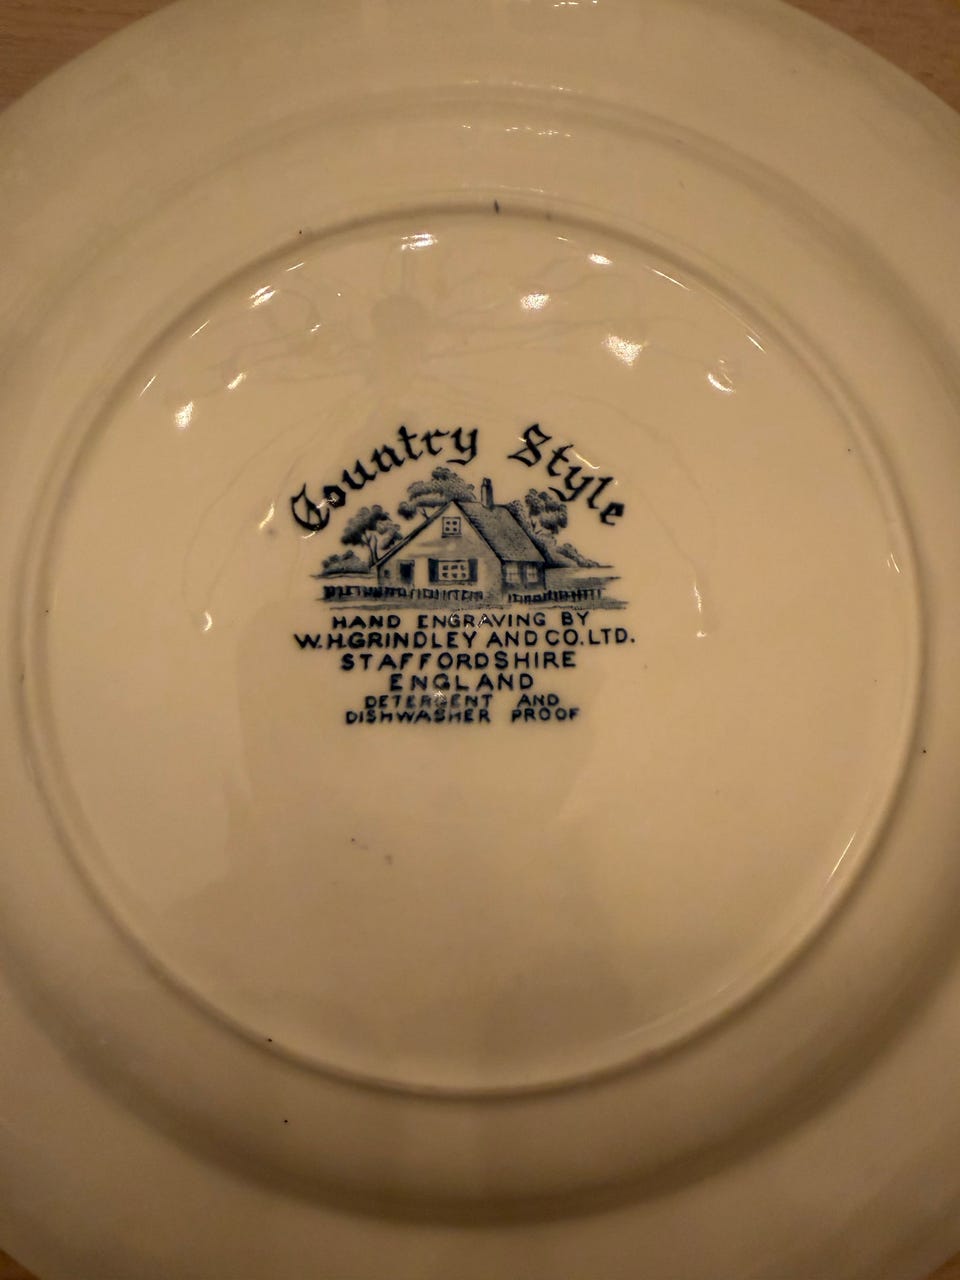 Country Style
HAND ENGRAVING BY
W.H.GRINDLEY AND CO.LTD.
STAFFORDSHIRE
ENGLAND
DETERGENT AND
DISHWASHER PROOF